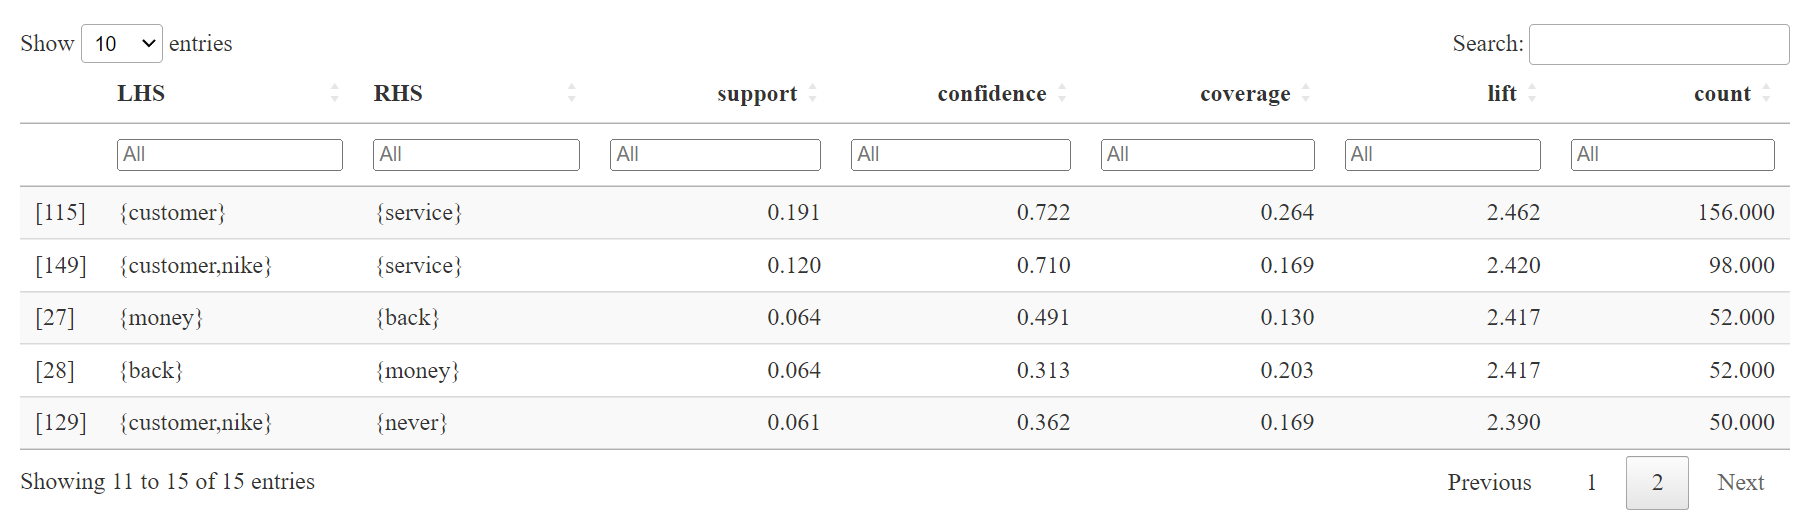 Show 10 entries Search:
LHS RHS support confidence coverage lift count
All All All All All All All
[115] {customer} {service} 0.191 0.722 0.264 2.462 156.000
[149] {customer,nike} {service} 0.120 0.710 0.169 2.420 98.000
[27] {money} {back} 0.064 0.491 0.130 2.417 52.000
[28] {back} {money} 0.064 0.313 0.203 2.417 52.000
[129] {customer,nike} {never} 0.061 0.362 0.169 2.390 50.000
Showing 11 to 15 of 15 entries Previous 1 2 Next